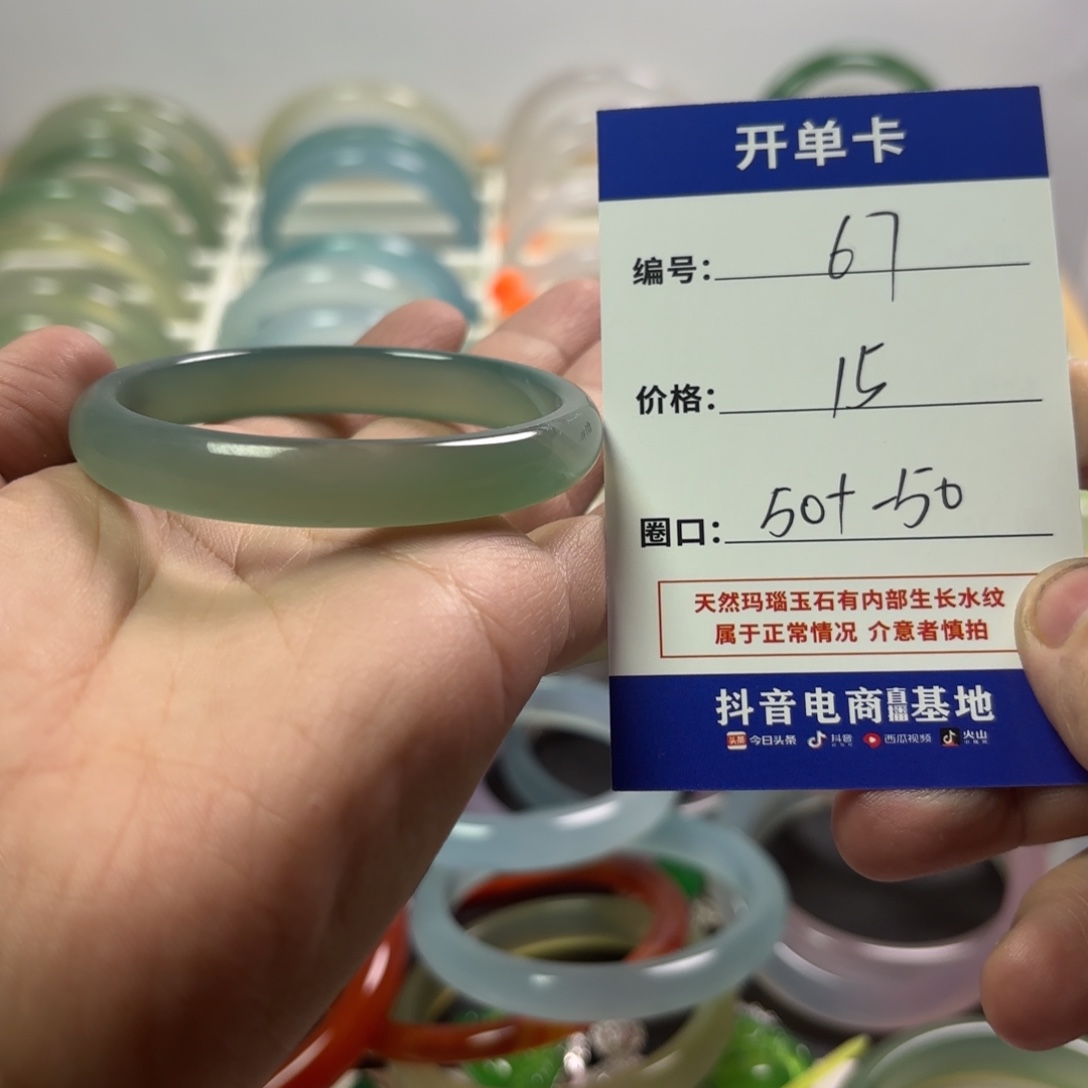 开单卡
编号: 67
价格: 15
圈口: 50+ -50
天然玛瑙玉石有内部生长水纹
属于正常情况 介意者慎拍
抖音电商直播基地
头条 今日头条 抖音 西瓜视频 火山